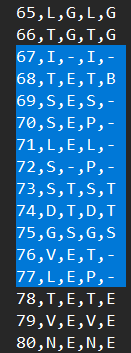 65,L,G,L,G
66,T,G,T,G
67,I,-,I,-
68,T,E,T,B
69,S,E,S,-
70,S,E,P,-
71,L,E,L,-
72,S,-,P,-
73,S,T,S,T
74,D,T,D,T
75,G,S,G,S
76,V,E,T,-
77,L,E,P,-
78,T,E,T,E
79,V,E,V,E
80,N,E,N,E